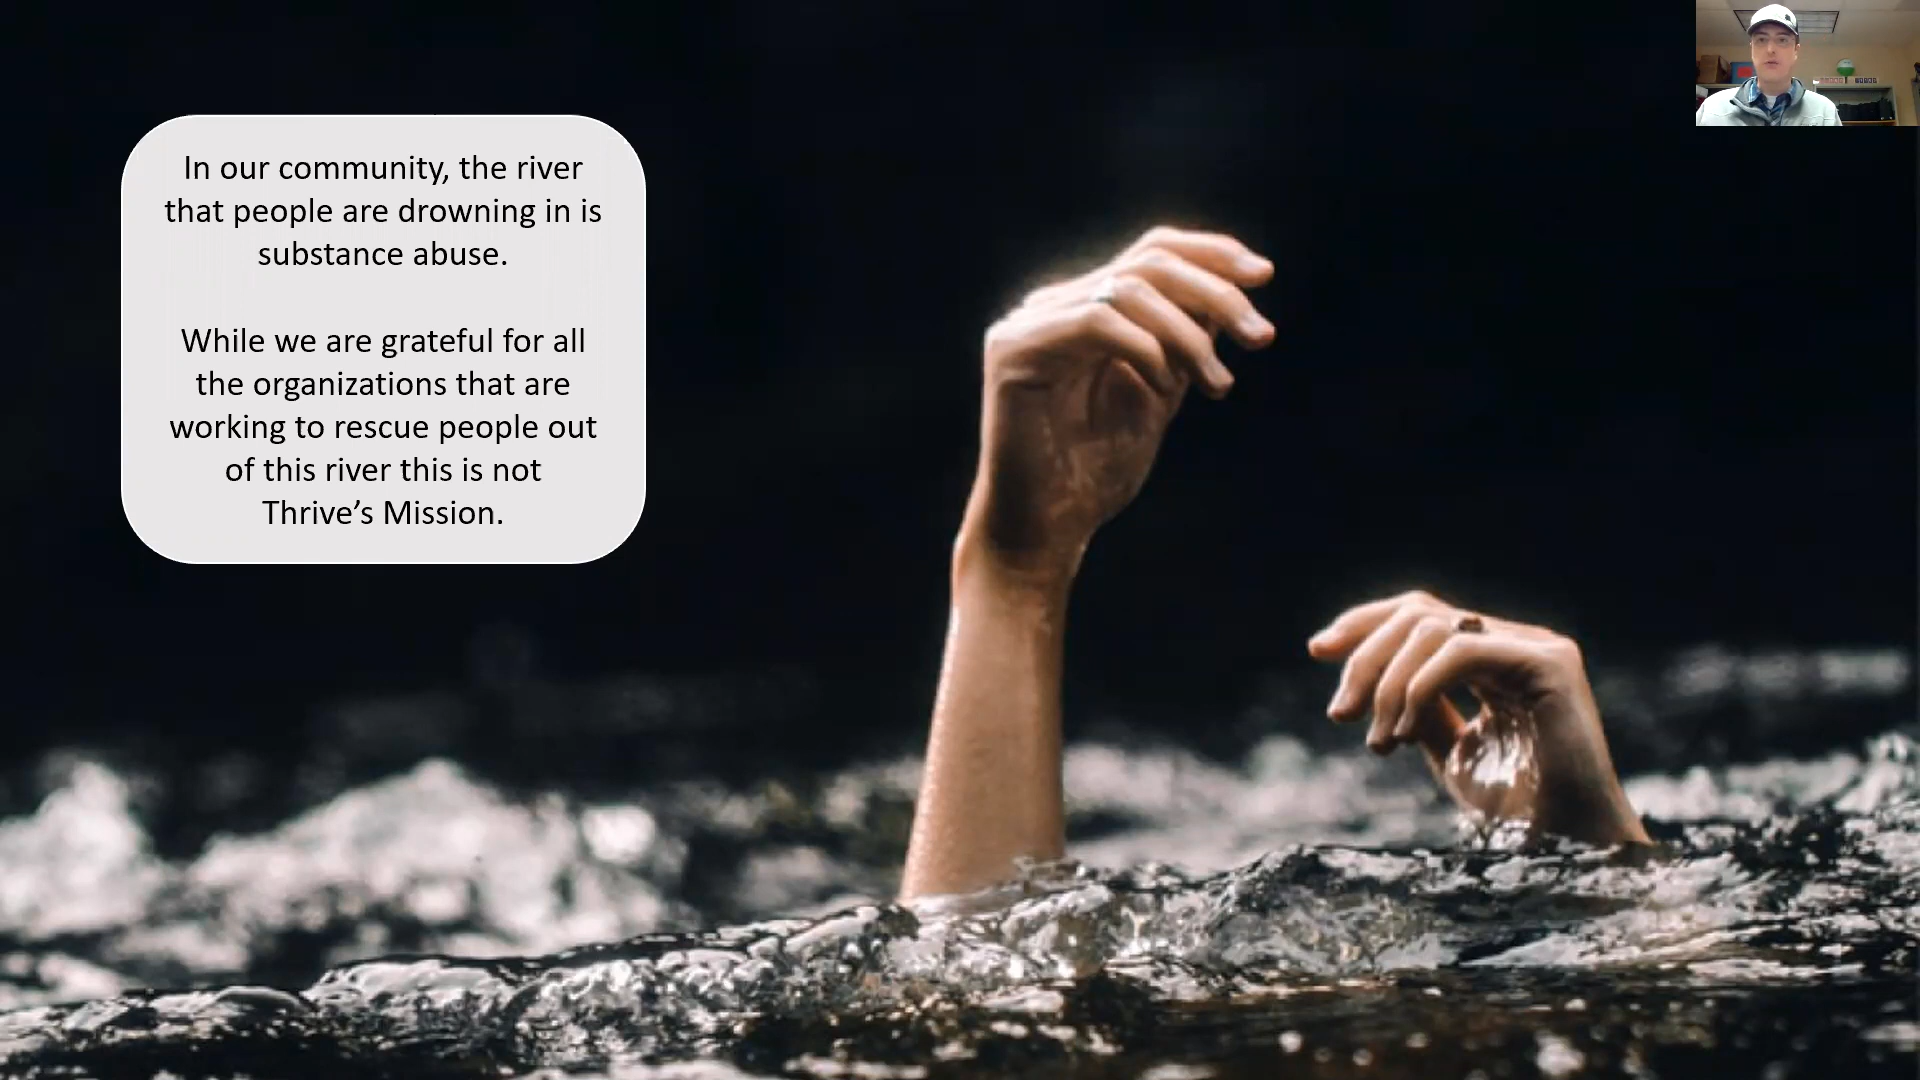 In our community, the river
that people are drowning in is
substance abuse.
While we are grateful for all
the organizations that are
working to rescue people out
of this river this is not
Thrive’s Mission.